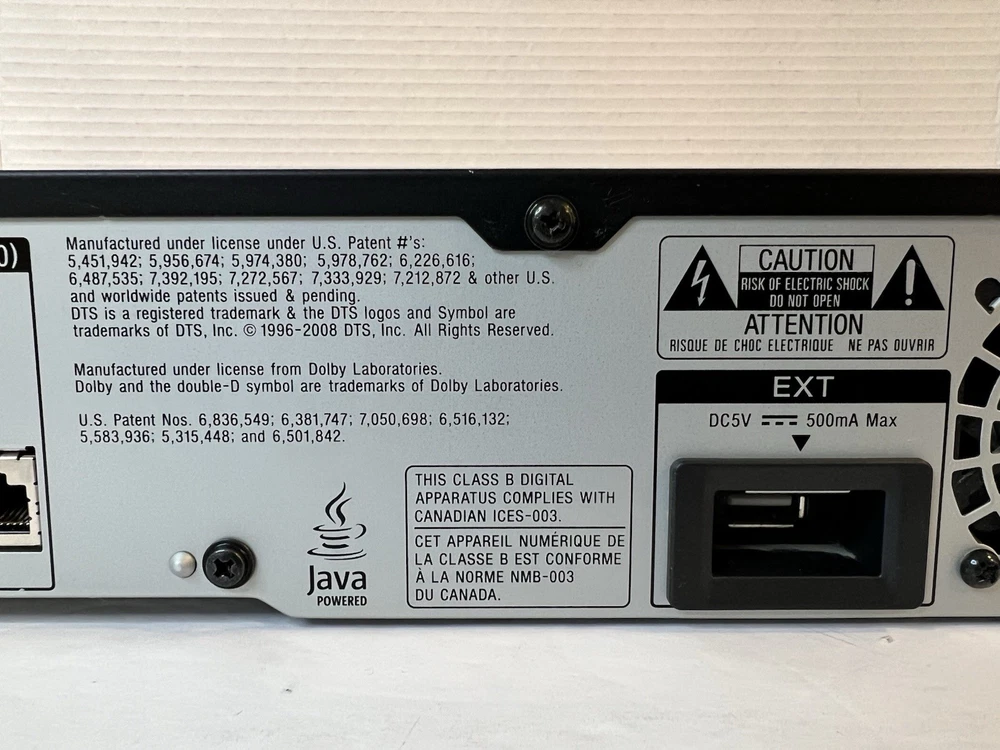 0)
Manufactured under license under U.S. Patent #'s:
5,451,942; 5,956,674; 5,974,380; 5,978,762; 6,226,616;
6,487,535; 7,392,195; 7,272,567; 7,333,929; 7,212,872 & other U.S.
and worldwide patents issued & pending.
DTS is a registered trademark & the DTS logos and Symbol are
trademarks of DTS, Inc. © 1996-2008 DTS, Inc. All Rights Reserved.
Manufactured under license from Dolby Laboratories.
Dolby and the double-D symbol are trademarks of Dolby Laboratories.
U.S. Patent Nos. 6,836,549; 6,381,747; 7,050,698; 6,516,132;
5,583,936; 5,315,448; and 6,501,842.
Java
POWERED
THIS CLASS B DIGITAL
APPARATUS COMPLIES WITH
CANADIAN ICES-003.
CET APPAREIL NUMÉRIQUE DE
LA CLASSE B EST CONFORME
À LA NORME NMB-003
DU CANADA.
CAUTION
RISK OF ELECTRIC SHOCK
DO NOT OPEN
ATTENTION
RISQUE DE CHOC ELECTRIQUE NE PAS OUVRIR
EXT
DC5V 500mA Max